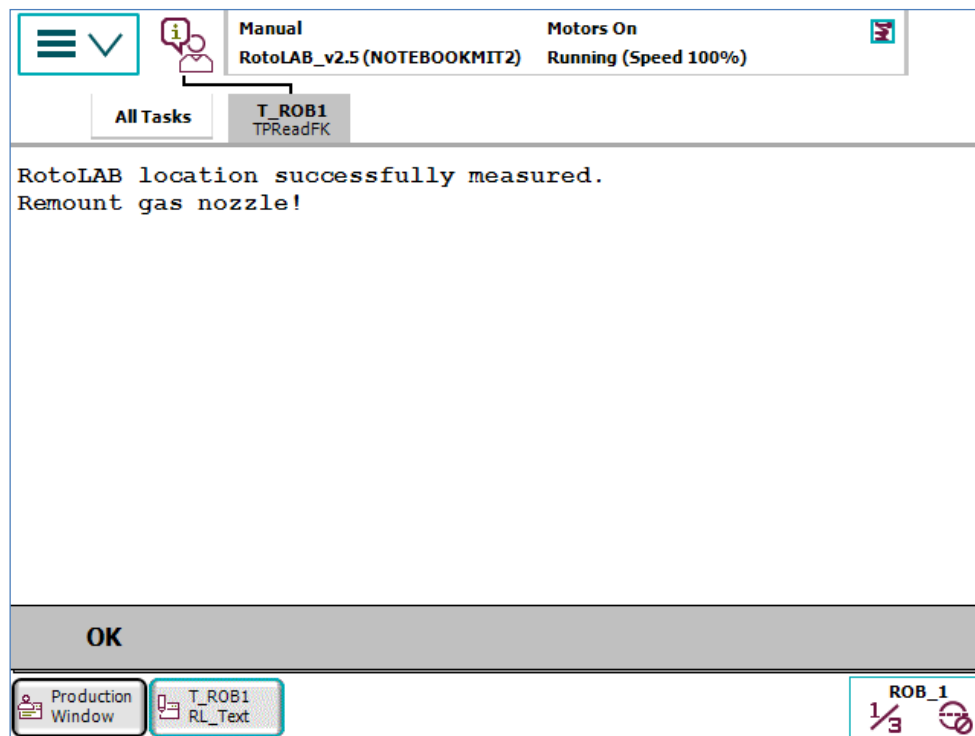 Manual
Motors On
RotoLAB_v2.5 (NOTEBOOKMIT2)
Running (Speed 100%)
All Tasks
T_ROB1
TPReadFK
RotoLAB location successfully measured.
Remount gas nozzle!
OK
Production
Window
T_ROB1
RL_Text
ROB_1
1/3